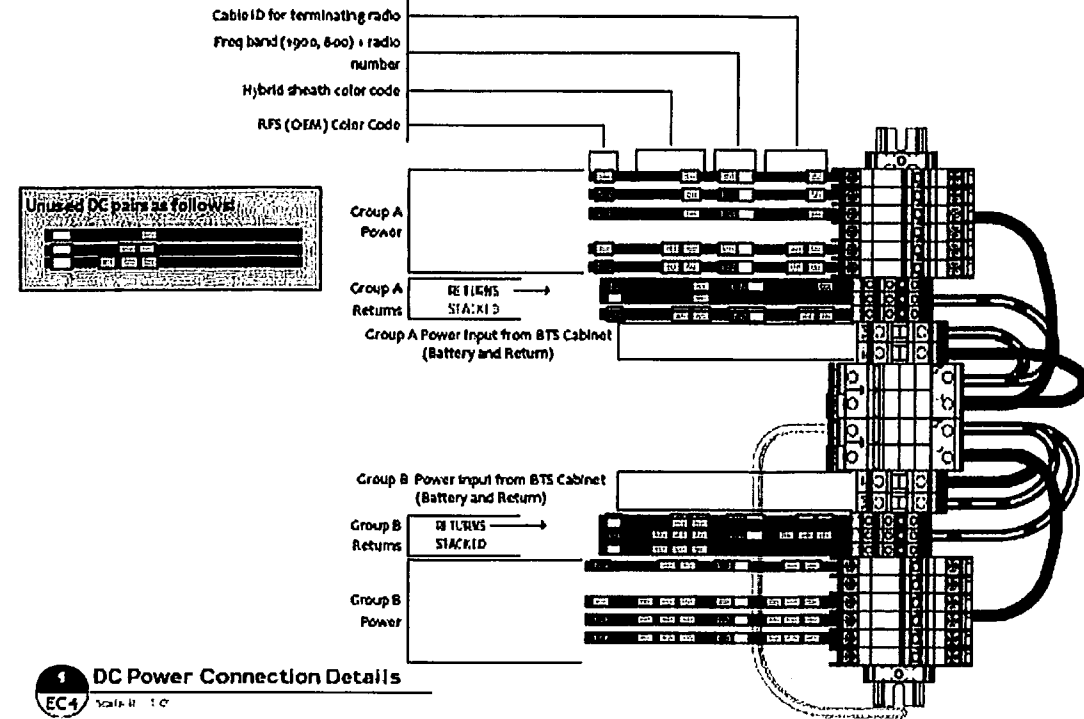 Cable ID for terminating radio
Freq band (1900, 800) + radio
number
Hybrid sheath color code
RFS (OEM) Color Code
Unused DC pairs as follows:
Group A
Power
Group A
Returns
RETURNS
STACKED
Group A Power Input from BTS Cabinet
(Battery and Return)
Group B Power Input from BTS Cabinet
(Battery and Return)
Group B
Returns
RETURNS
STACKED
Group B
Power
1
EC4
DC Power Connection Details